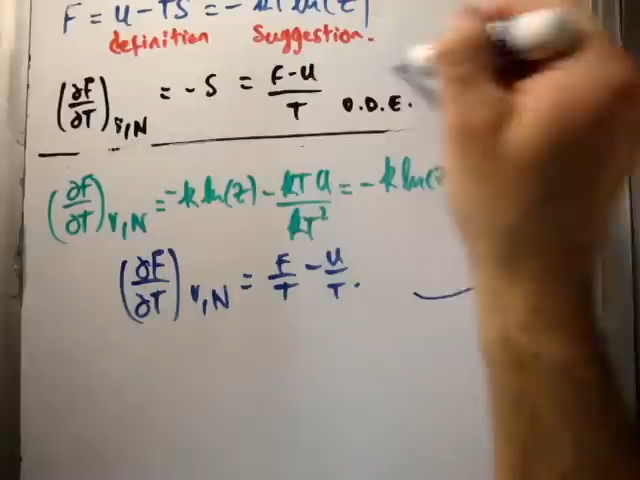 F = U - TS = - kT ln(Z)
definition Suggestion.
(∂F/∂T)V,N = - S = F-U/T O.D.E.
(∂F/∂T)V,N = -k ln(Z) - kTU/kT² = -k ln(Z
(∂F/∂T)V,N = F/T - U/T.